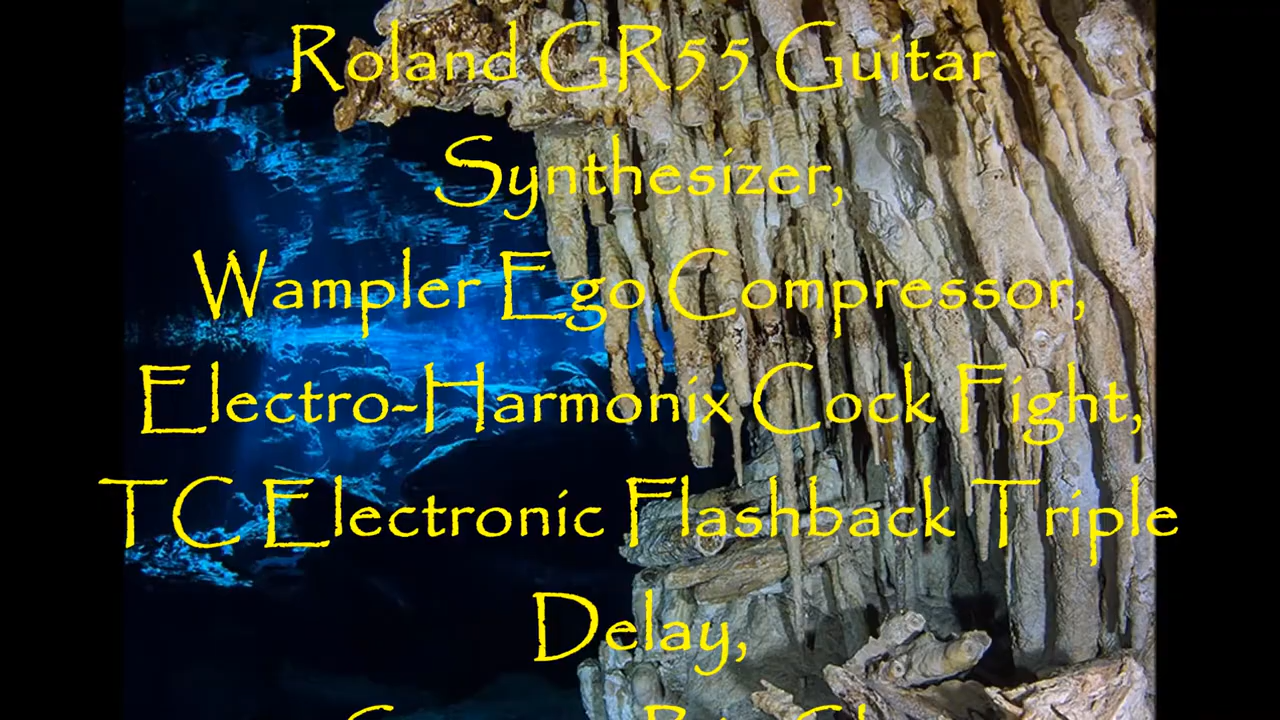 Roland GR55 Guitar
Synthesizer,
Wampler Ego Compressor,
Electro-Harmonix Cock Fight,
TC Electronic Flashback Triple
Delay,